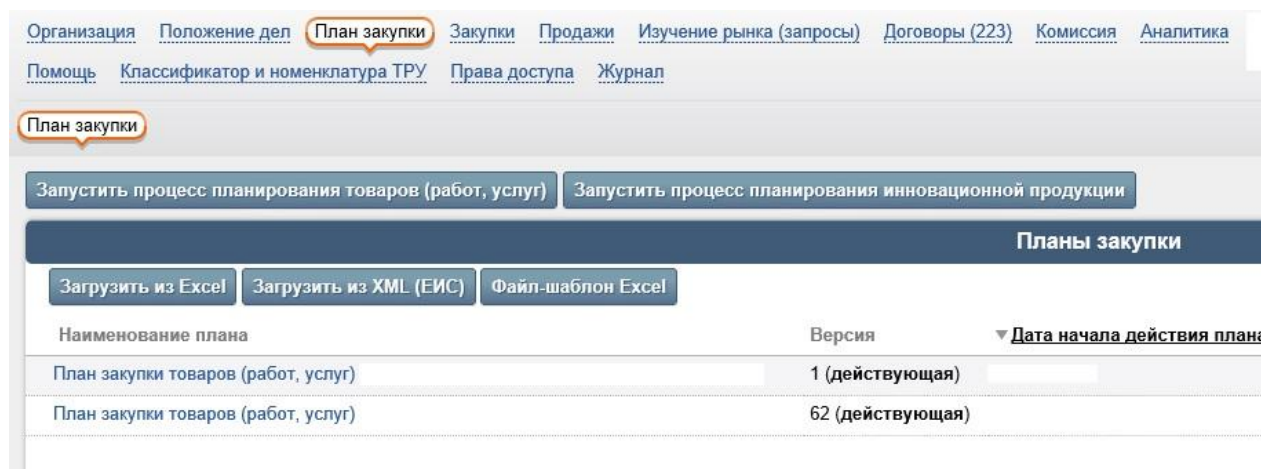 Организация Положение дел План закупки Закупки Продажи Изучение рынка (запросы) Договоры (223) Комиссия Аналитика
Помощь Классификатор и номенклатура ТРУ Права доступа Журнал
План закупки
Запустить процесс планирования товаров (работ, услуг) Запустить процесс планирования инновационной продукции
Планы закупки
Загрузить из Excel Загрузить из XML (ЕИС) Файл-шаблон Excel
Наименование плана Версия Дата начала действия плана
План закупки товаров (работ, услуг) 1 (действующая)
План закупки товаров (работ, услуг) 62 (действующая)